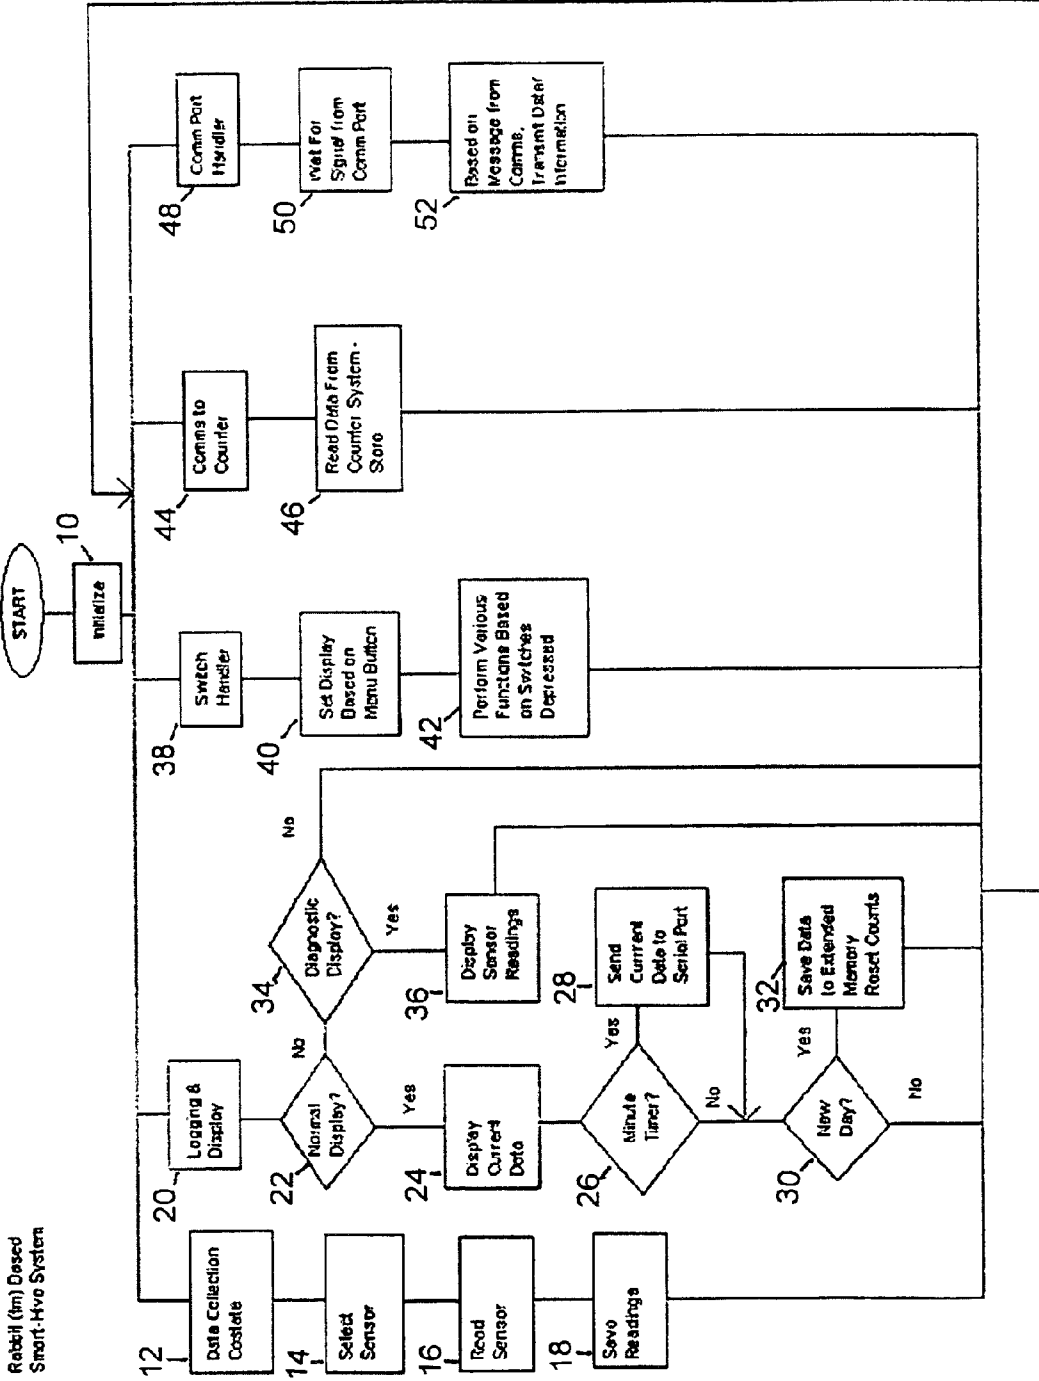 Rabbit (tm) Based
Smart-Hive System
START
10
Initialize
12
Data Collection
Costate
14
Select
Sensor
16
Read
Sensor
18
Save
Readings
20
Logging &
Display
22
Normal
Display?
No
Yes
24
Display
Current
Data
26
Minute
Timer?
Yes
No
28
Send
Current
Data to
Serial Port
30
New
Day?
Yes
No
32
Save Data
to Extended
Memory
Reset Counts
34
Diagnostic
Display?
No
Yes
36
Display
Sensor
Readings
38
Switch
Handler
40
Set Display
Based on
Menu Button
42
Perform Various
Functions Based
on Switches
Depressed
44
Comms to
Counter
46
Read Data From
Counter System -
Store
48
Comm Port
Handler
50
Wait For
Signal from
Comm Port
52
Based on
Message from
Comms,
Transmit Data/
Information